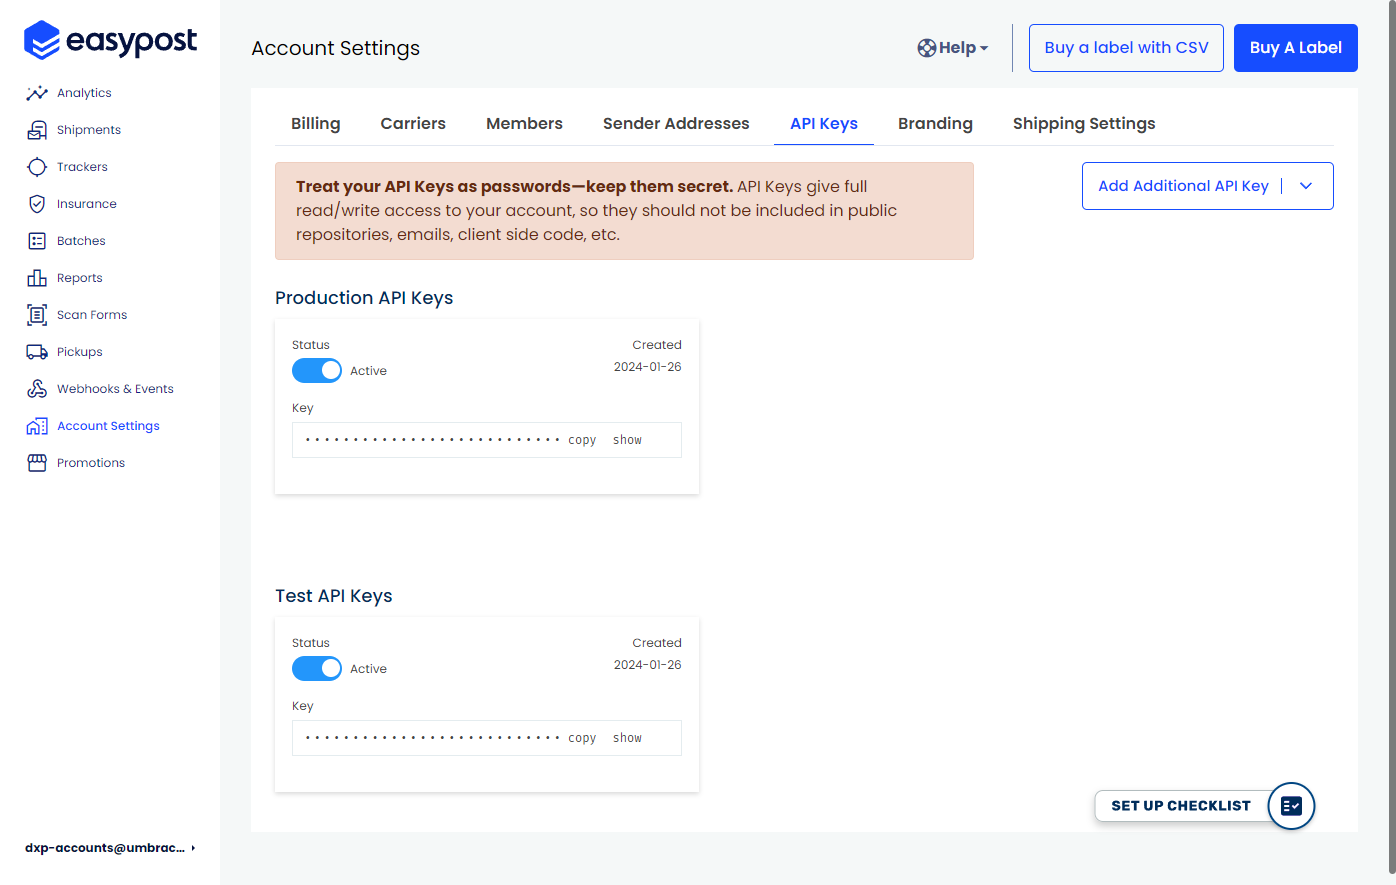 easypost
Analytics
Shipments
Trackers
Insurance
Batches
Reports
Scan Forms
Pickups
Webhooks & Events
Account Settings
Promotions
dxp-accounts@umbrac...
Account Settings
Help
Buy a label with CSV
Buy A Label
Billing
Carriers
Members
Sender Addresses
API Keys
Branding
Shipping Settings
Treat your API Keys as passwords—keep them secret. API Keys give full
read/write access to your account, so they should not be included in public
repositories, emails, client side code, etc.
Add Additional API Key
Production API Keys
Status
Created
Active
2024-01-26
Key
••••••••••••••••••••••••••• copy show
Test API Keys
Status
Created
Active
2024-01-26
Key
••••••••••••••••••••••••••• copy show
SET UP CHECKLIST